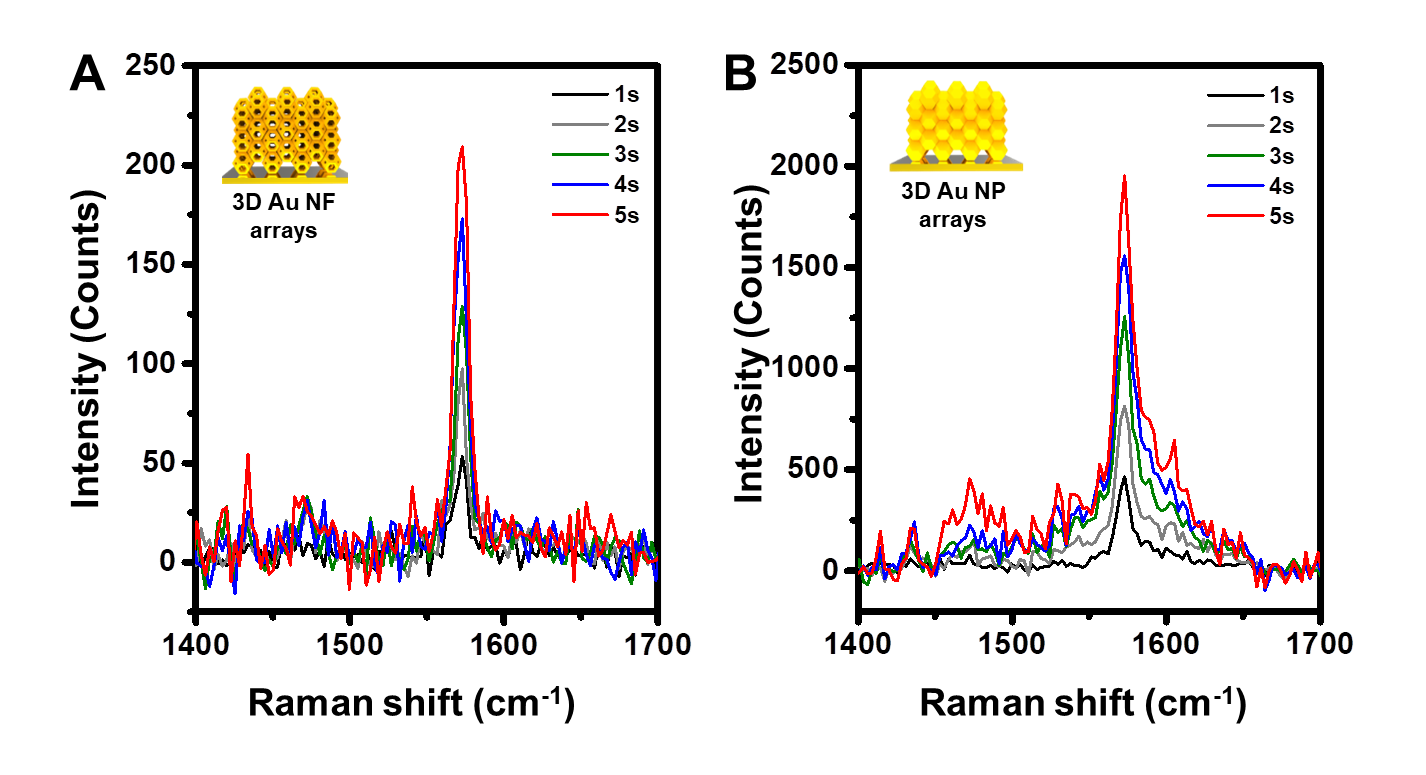 A
250
200
150
100
50
0
1400
1500
1600
1700
Intensity (Counts)
Raman shift (cm-1)
3D Au NF
arrays
1s
2s
3s
4s
5s
B
2500
2000
1500
1000
500
0
1400
1500
1600
1700
Intensity (Counts)
Raman shift (cm-1)
3D Au NP
arrays
1s
2s
3s
4s
5s